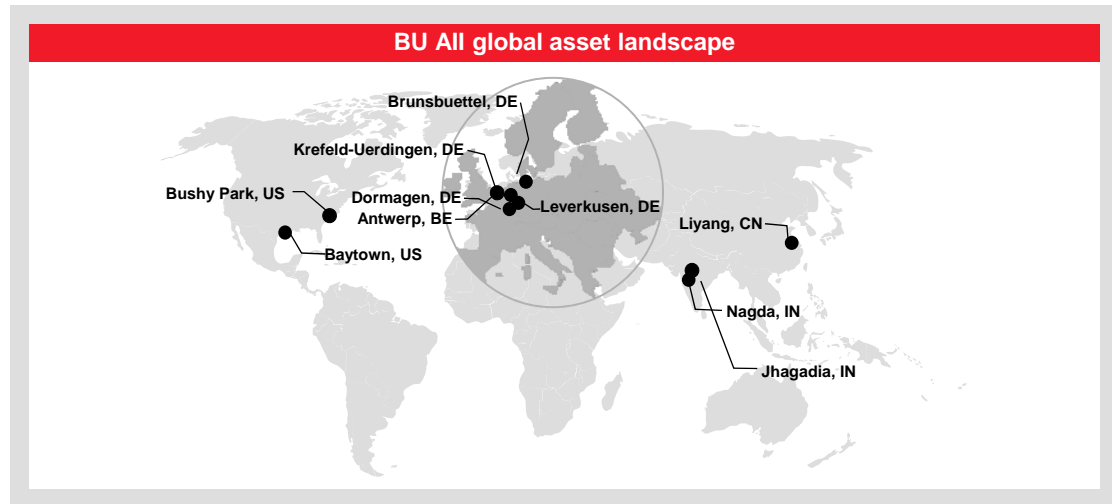 BU AII global asset landscape
Brunsbuettel, DE
Krefeld-Uerdingen, DE
Bushy Park, US
Dormagen, DE
Antwerp, BE
Leverkusen, DE
Liyang, CN
Baytown, US
Nagda, IN
Jhagadia, IN